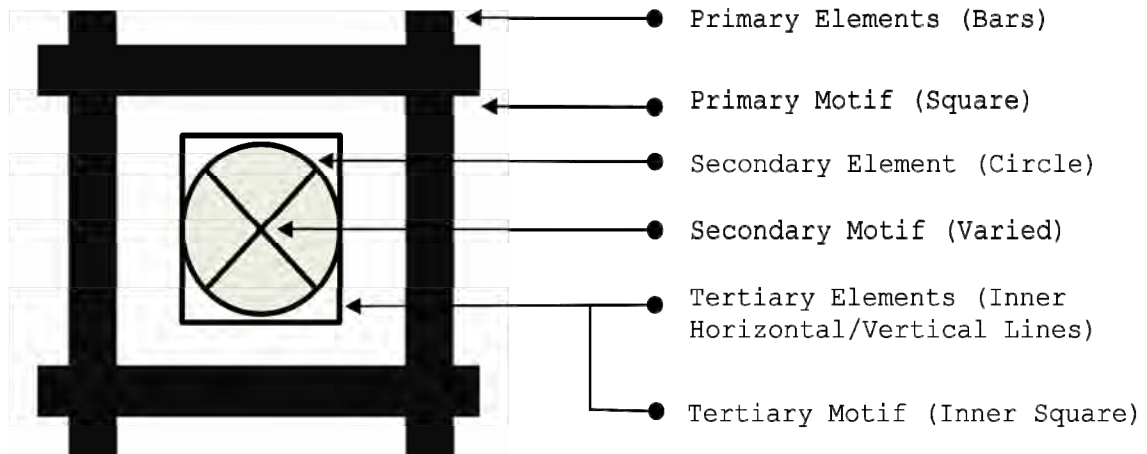 Primary Elements (Bars)
Primary Motif (Square)
Secondary Element (Circle)
Secondary Motif (Varied)
Tertiary Elements (Inner
Horizontal/Vertical Lines)
Tertiary Motif (Inner Square)